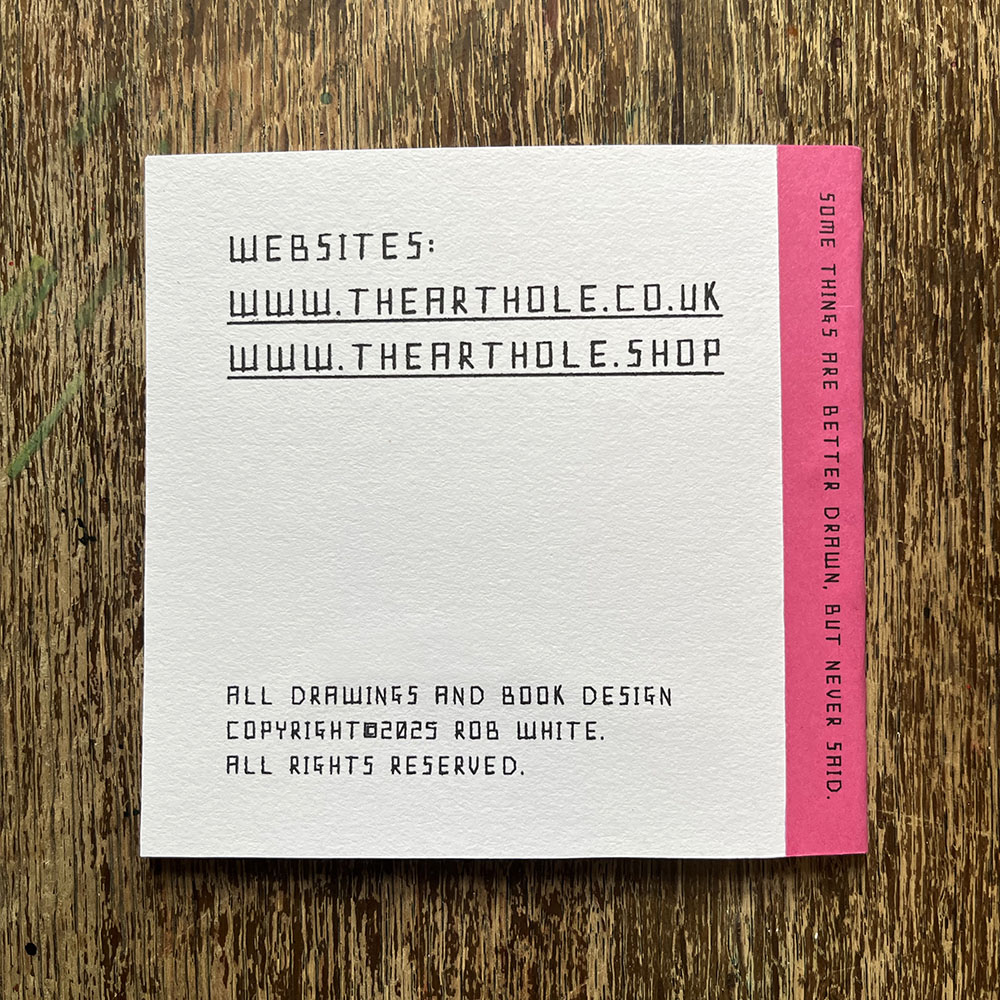 WEBSITES:
WWW.THEARTHOLE.CO.UK
WWW.THEARTHOLE.SHOP
ALL DRAWINGS AND BOOK DESIGN
COPYRIGHT©2025 ROB WHITE.
ALL RIGHTS RESERVED.
SOME THINGS ARE BETTER DRAWN, BUT NEVER SAID.